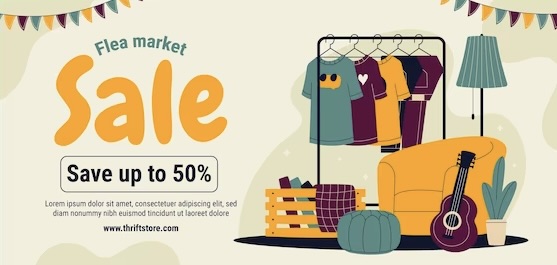 Flea market
Sale
Save up to 50%
Lorem ipsum dolor sit amet, consectetuer adipiscing elit, sed
diam nonummy nibh euismod tincidunt ut laoreet dolore
www.thriftstore.com